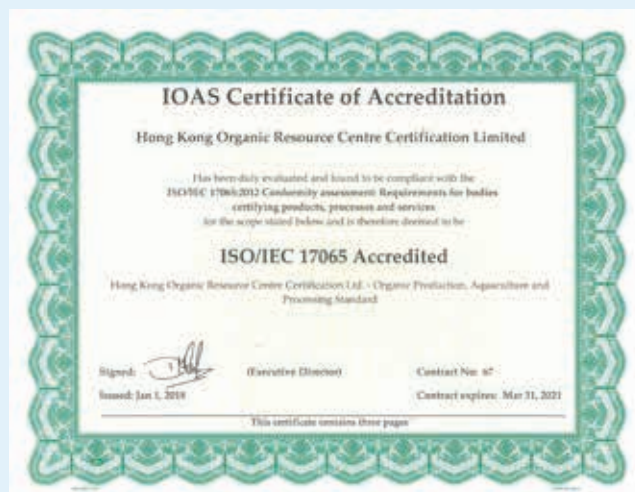 IOAS Certificate of Accreditation
Hong Kong Organic Resource Centre Certification Limited
Has been duly evaluated and found to be compliant with the
ISO/IEC 17065:2012 Conformity assessment: Requirements for bodies
certifying products, processes and services
for the scope stated below and is therefore deemed to be
ISO/IEC 17065 Accredited
Hong Kong Organic Resource Centre Certification Ltd. - Organic Production, Aquaculture and
Processing Standard
Signed: (Executive Director) Contract No: 67
Issued: Jan 1, 2018 Contract expires: Mar 31, 2021
This certificate contains three pages